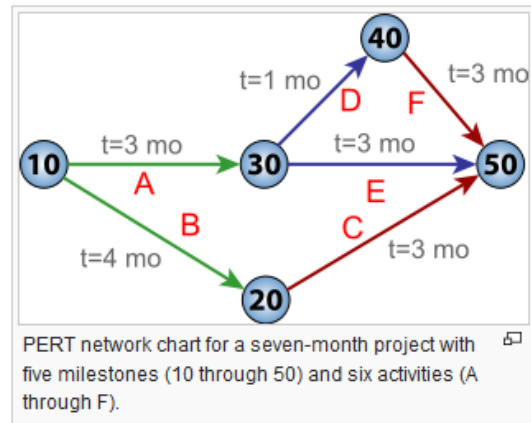 40
t=1 mo
t=3 mo
D
F
10
t=3 mo
30
t=3 mo
50
A
E
B
C
t=4 mo
t=3 mo
20
PERT network chart for a seven-month project with
five milestones (10 through 50) and six activities (A
through F).